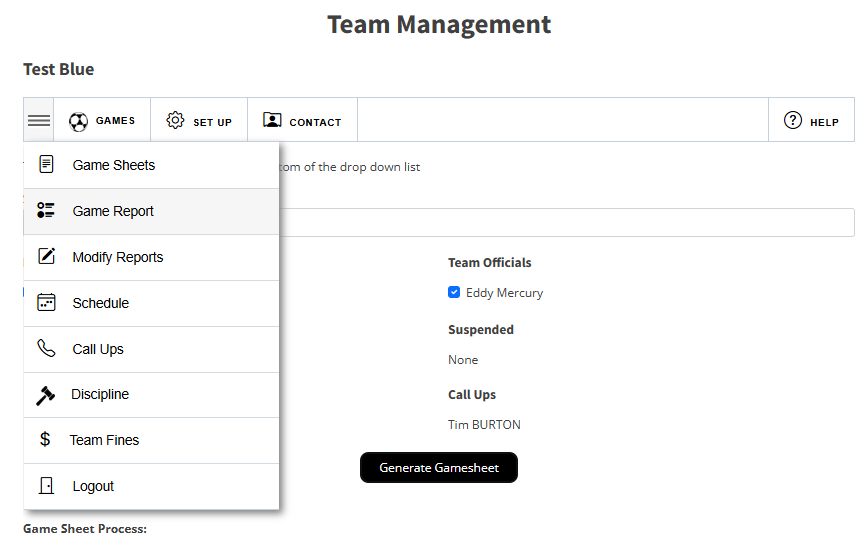 Team Management
Test Blue
GAMES SET UP CONTACT HELP
Game Sheets
tom of the drop down list
Game Report
Modify Reports
Team Officials
Eddy Mercury
Schedule
Suspended
Call Ups
None
Discipline
Call Ups
Tim BURTON
$ Team Fines
Generate Gamesheet
Logout
Game Sheet Process: